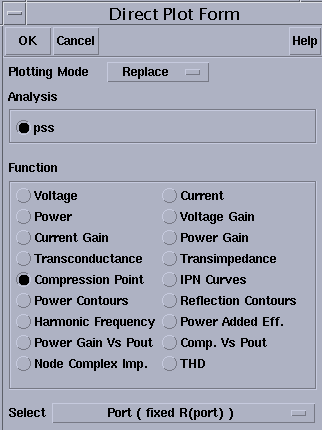 Direct Plot Form
OK Cancel Help
Plotting Mode Replace
Analysis
pss
Function
Voltage Current
Power Voltage Gain
Current Gain Power Gain
Transconductance Transimpedance
Compression Point IPN Curves
Power Contours Reflection Contours
Harmonic Frequency Power Added Eff.
Power Gain Vs Pout Comp. Vs Pout
Node Complex Imp. THD
Select Port ( fixed R(port) )